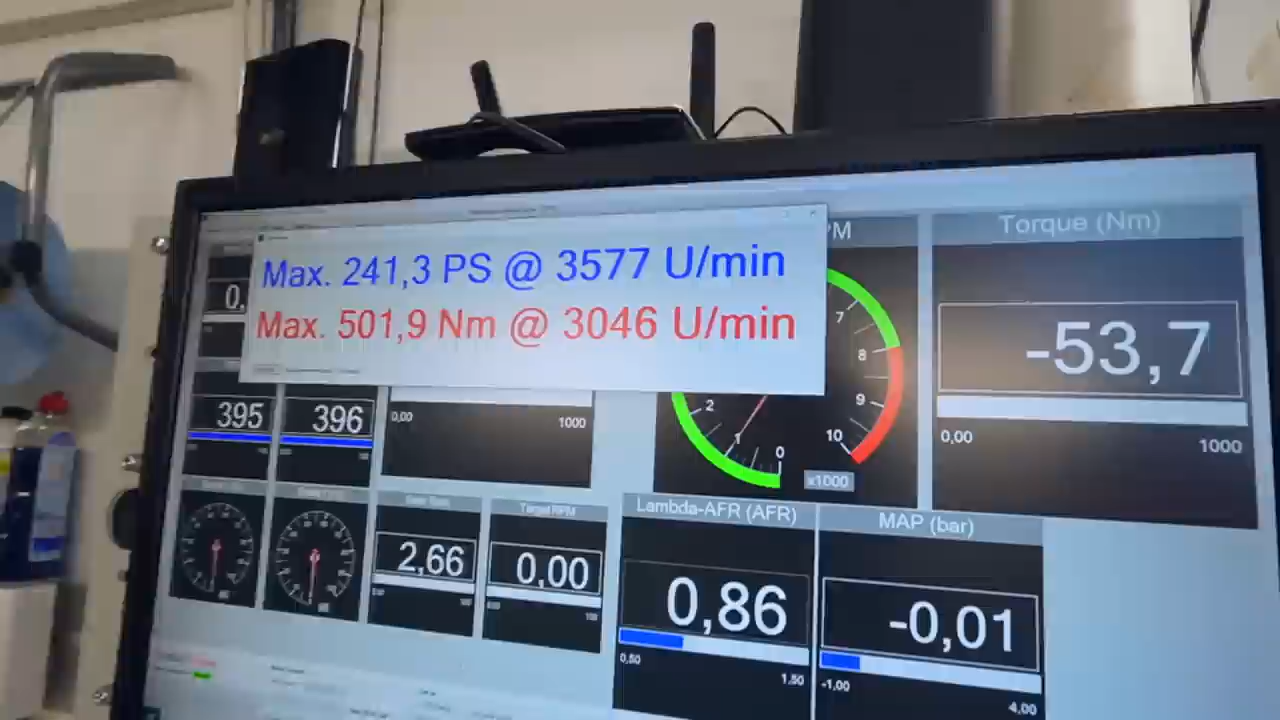 Max. 241,3 PS @ 3577 U/min
Max. 501,9 Nm @ 3046 U/min
Torque (Nm)
-53,7
0,00 1000
0.
395
396
0,00 1000
7
8
9
10
2
1
0
x1000
2,66
Target RPM
0,00
Lambda-AFR (AFR)
0,86
0,50 1,50
MAP (bar)
-0,01
-1,00 4,00